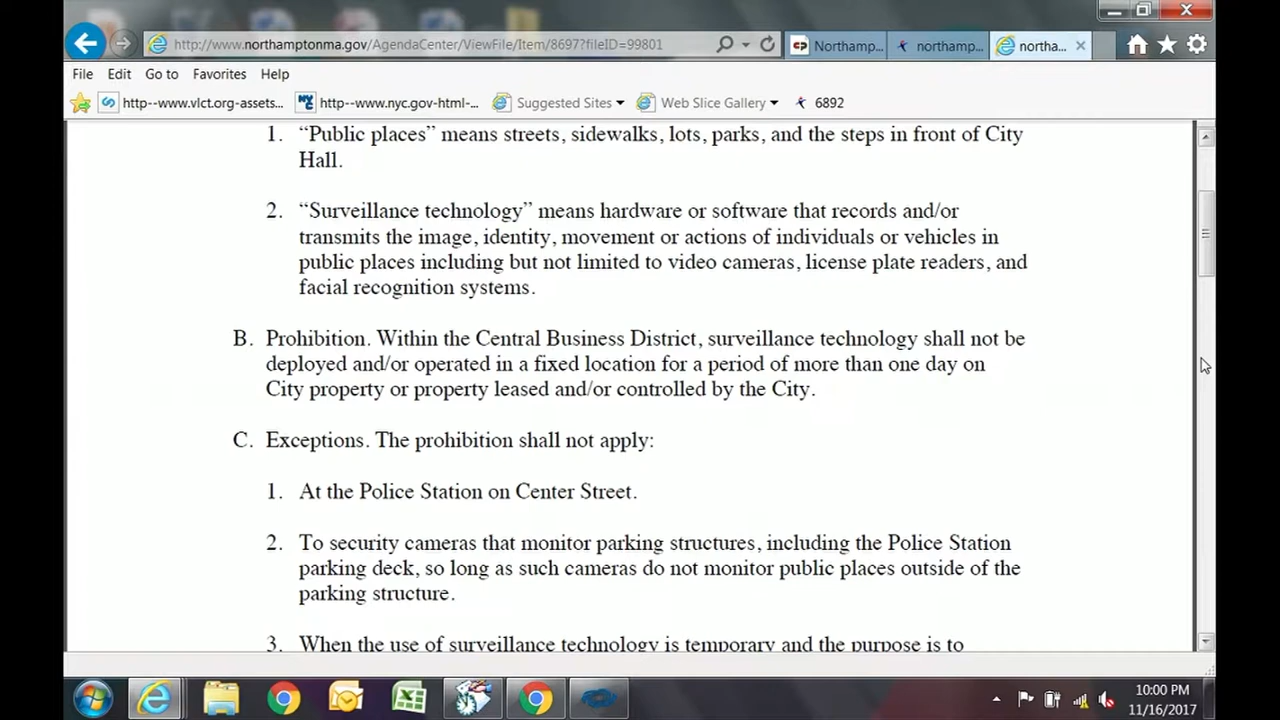 http://www.northamptonma.gov/AgendaCenter/ViewFile/Item/8697?fileID=99801
Northamp...
northamp...
northa...
File Edit Go to Favorites Help
http--www.vlct.org-assets... http--www.nyc.gov-html-... Suggested Sites Web Slice Gallery 6892
1. “Public places” means streets, sidewalks, lots, parks, and the steps in front of City
Hall.
2. “Surveillance technology” means hardware or software that records and/or
transmits the image, identity, movement or actions of individuals or vehicles in
public places including but not limited to video cameras, license plate readers, and
facial recognition systems.
B. Prohibition. Within the Central Business District, surveillance technology shall not be
deployed and/or operated in a fixed location for a period of more than one day on
City property or property leased and/or controlled by the City.
C. Exceptions. The prohibition shall not apply:
1. At the Police Station on Center Street.
2. To security cameras that monitor parking structures, including the Police Station
parking deck, so long as such cameras do not monitor public places outside of the
parking structure.
3. When the use of surveillance technology is temporary and the purpose is to
10:00 PM
11/16/2017